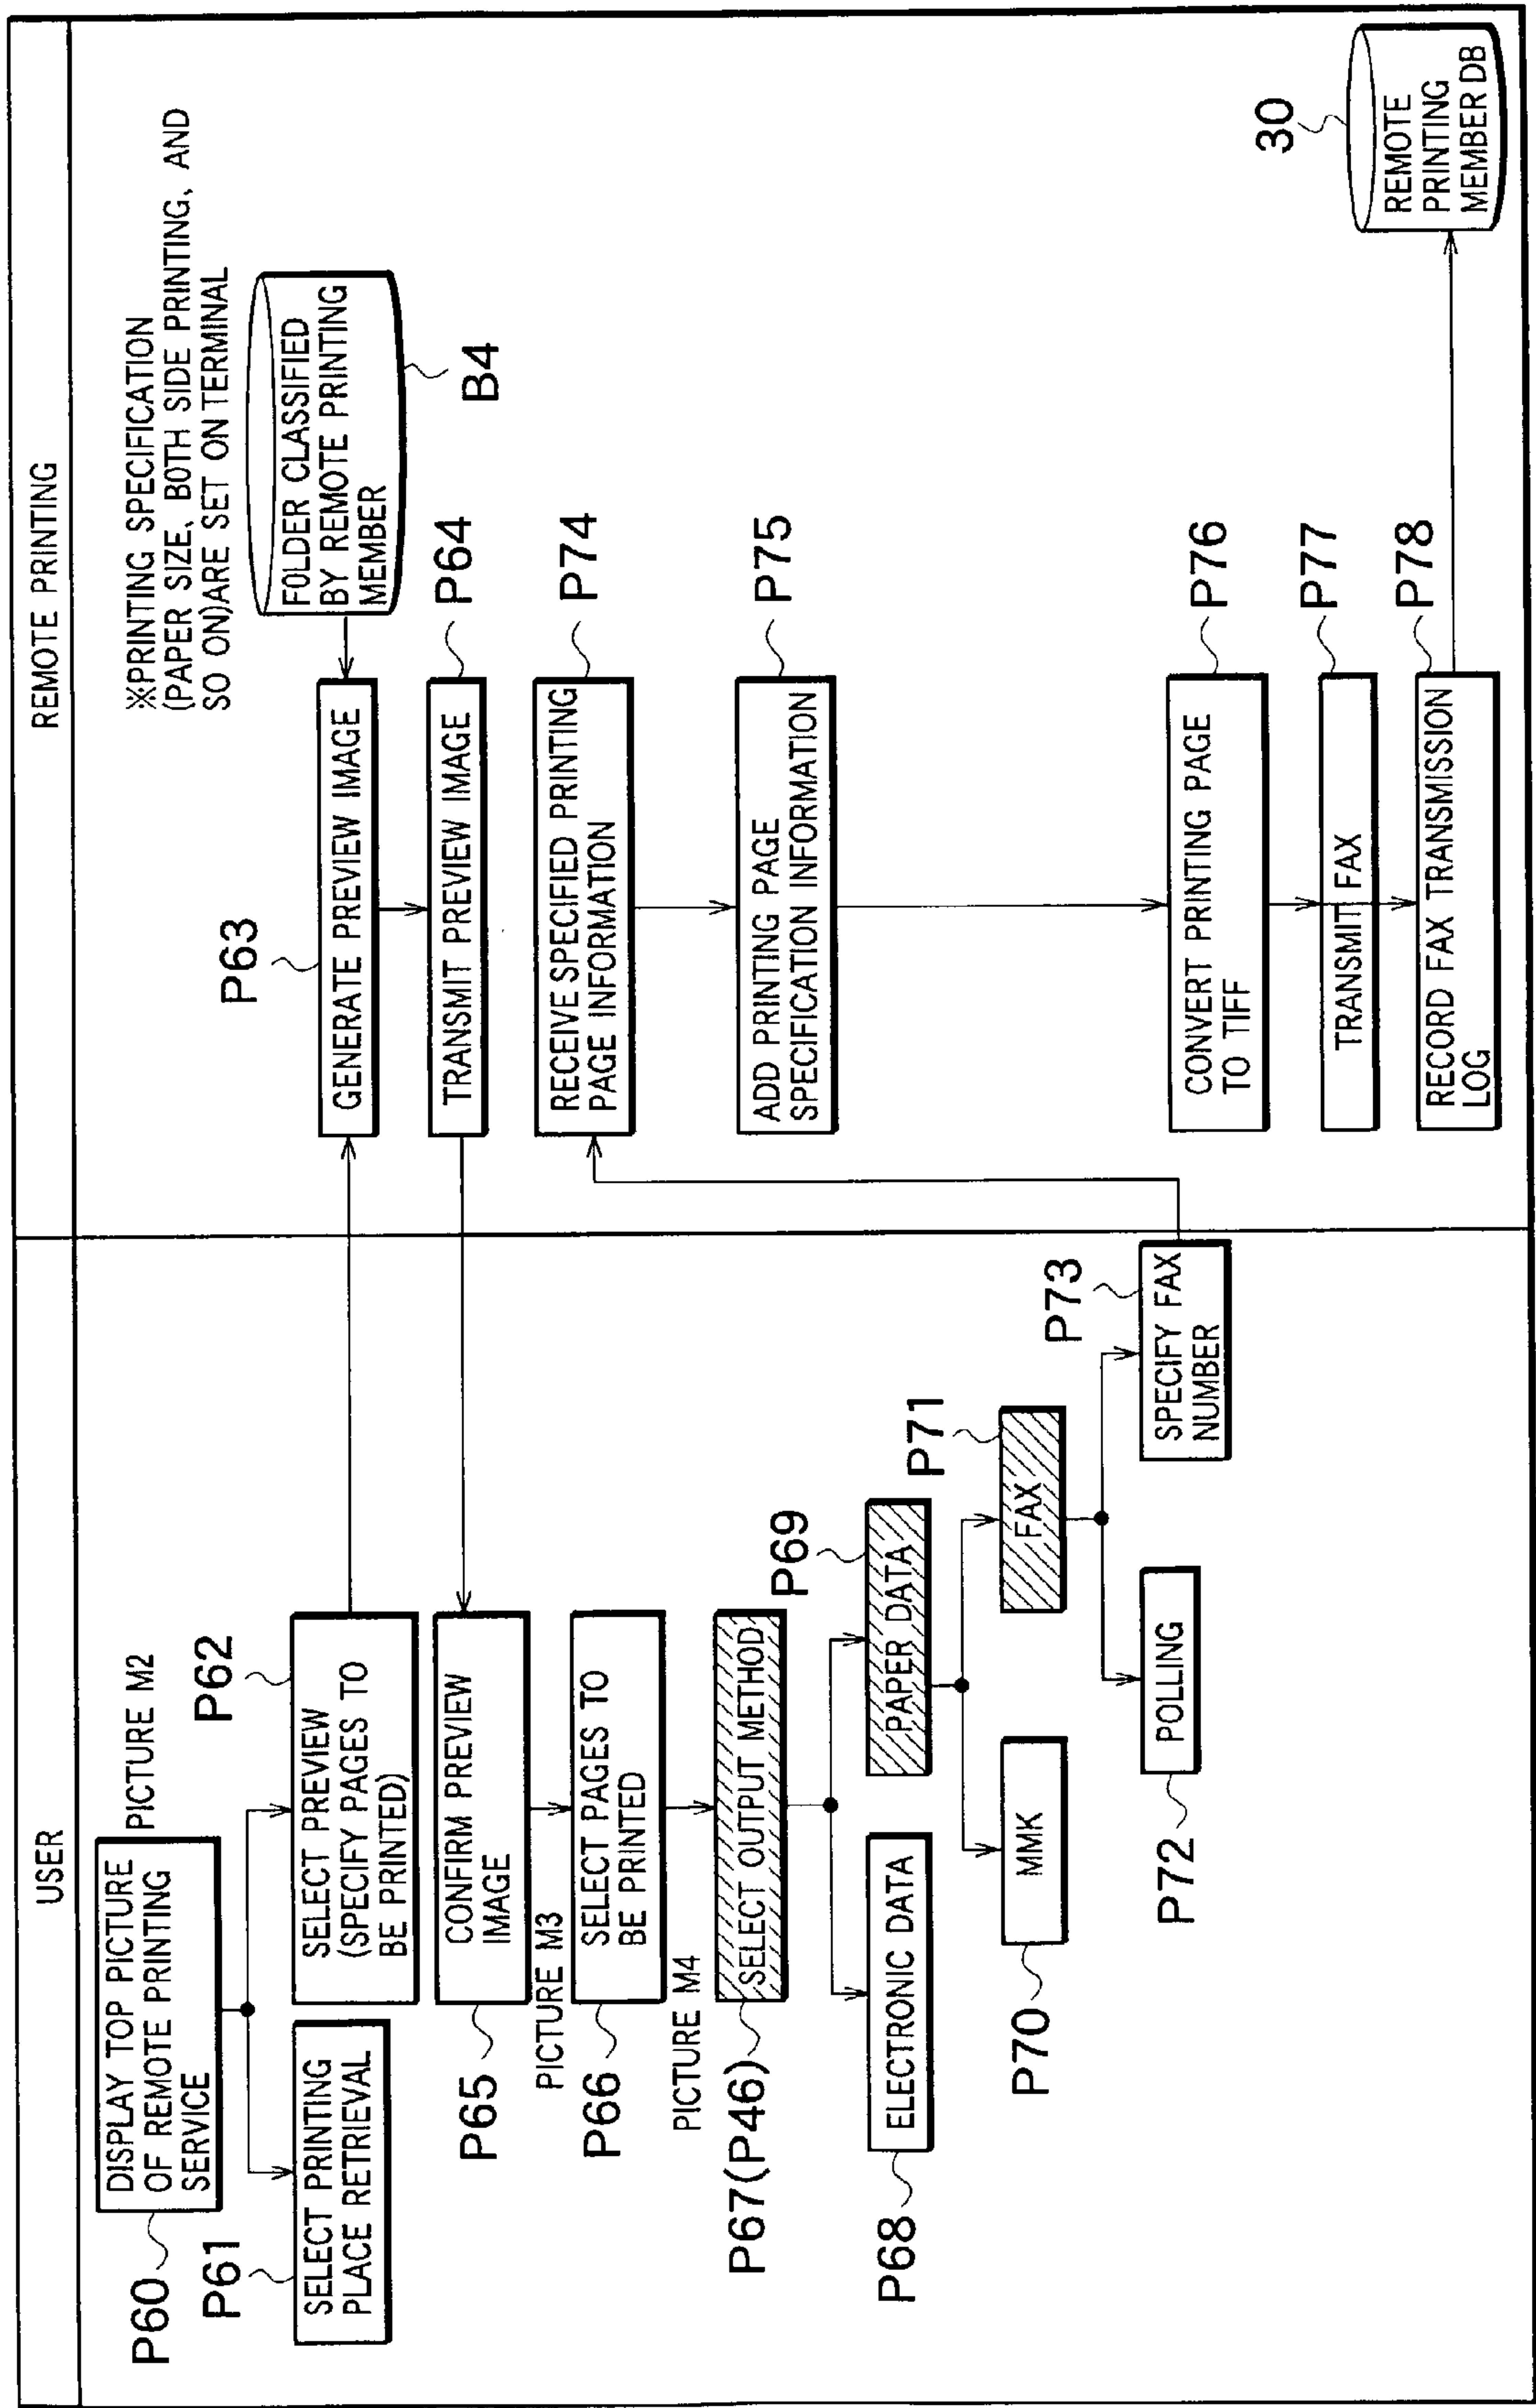 USER
REMOTE PRINTING
DISPLAY TOP PICTURE
OF REMOTE PRINTING
SERVICE
P60
PICTURE M2
P61
SELECT PRINTING
PLACE RETRIEVAL
P62
SELECT PREVIEW
(SPECIFY PAGES TO
BE PRINTED)
※PRINTING SPECIFICATION
(PAPER SIZE, BOTH SIDE PRINTING, AND
SO ON)ARE SET ON TERMINAL
P63
GENERATE PREVIEW IMAGE
FOLDER CLASSIFIED
BY REMOTE PRINTING
MEMBER
B4
TRANSMIT PREVIEW IMAGE
P64
CONFIRM PREVIEW
IMAGE
P65
PICTURE M3
SELECT PAGES TO
BE PRINTED
P66
PICTURE M4
SELECT OUTPUT METHOD
P67(P46)
ELECTRONIC DATA
P68
PAPER DATA
P69
MMK
P70
FAX
P71
POLLING
P72
SPECIFY FAX
NUMBER
P73
RECEIVE SPECIFIED PRINTING
PAGE INFORMATION
P74
ADD PRINTING PAGE
SPECIFICATION INFORMATION
P75
CONVERT PRINTING PAGE
TO TIFF
P76
TRANSMIT FAX
P77
RECORD FAX TRANSMISSION
LOG
P78
30
REMOTE
PRINTING
MEMBER DB